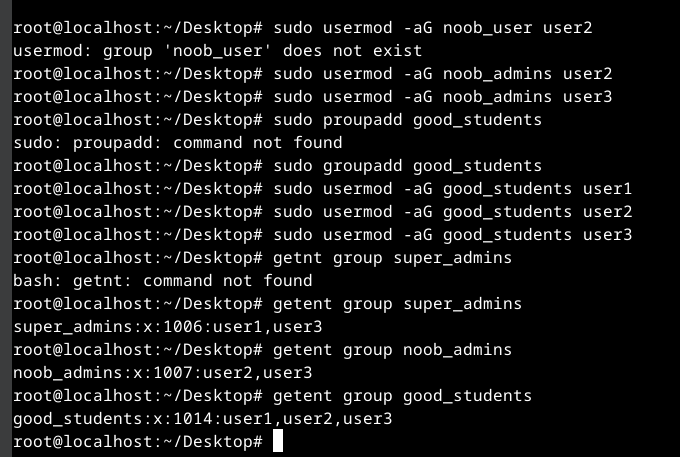 root@localhost:~/Desktop# sudo usermod -aG noob_user user2
usermod: group 'noob_user' does not exist
root@localhost:~/Desktop# sudo usermod -aG noob_admins user2
root@localhost:~/Desktop# sudo usermod -aG noob_admins user3
root@localhost:~/Desktop# sudo proupadd good_students
sudo: proupadd: command not found
root@localhost:~/Desktop# sudo groupadd good_students
root@localhost:~/Desktop# sudo usermod -aG good_students user1
root@localhost:~/Desktop# sudo usermod -aG good_students user2
root@localhost:~/Desktop# sudo usermod -aG good_students user3
root@localhost:~/Desktop# getnt group super_admins
bash: getnt: command not found
root@localhost:~/Desktop# getent group super_admins
super_admins:x:1006:user1,user3
root@localhost:~/Desktop# getent group noob_admins
noob_admins:x:1007:user2,user3
root@localhost:~/Desktop# getent group good_students
good_students:x:1014:user1,user2,user3
root@localhost:~/Desktop#